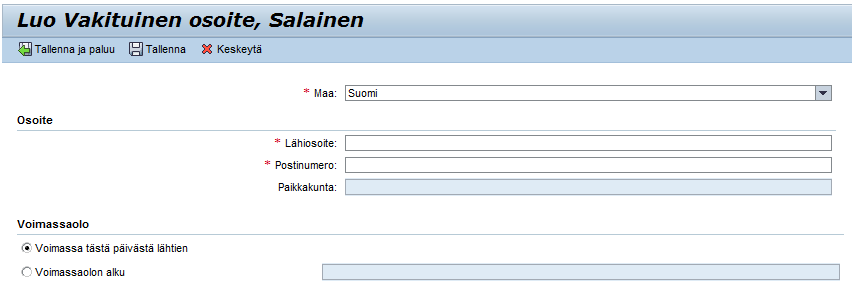 Luo Vakituinen osoite, Salainen
Tallenna ja paluu Tallenna Keskeytä
* Maa: Suomi
Osoite
* Lähiosoite:
* Postinumero:
Paikkakunta:
Voimassaolo
Voimassa tästä päivästä lähtien
Voimassaolon alku